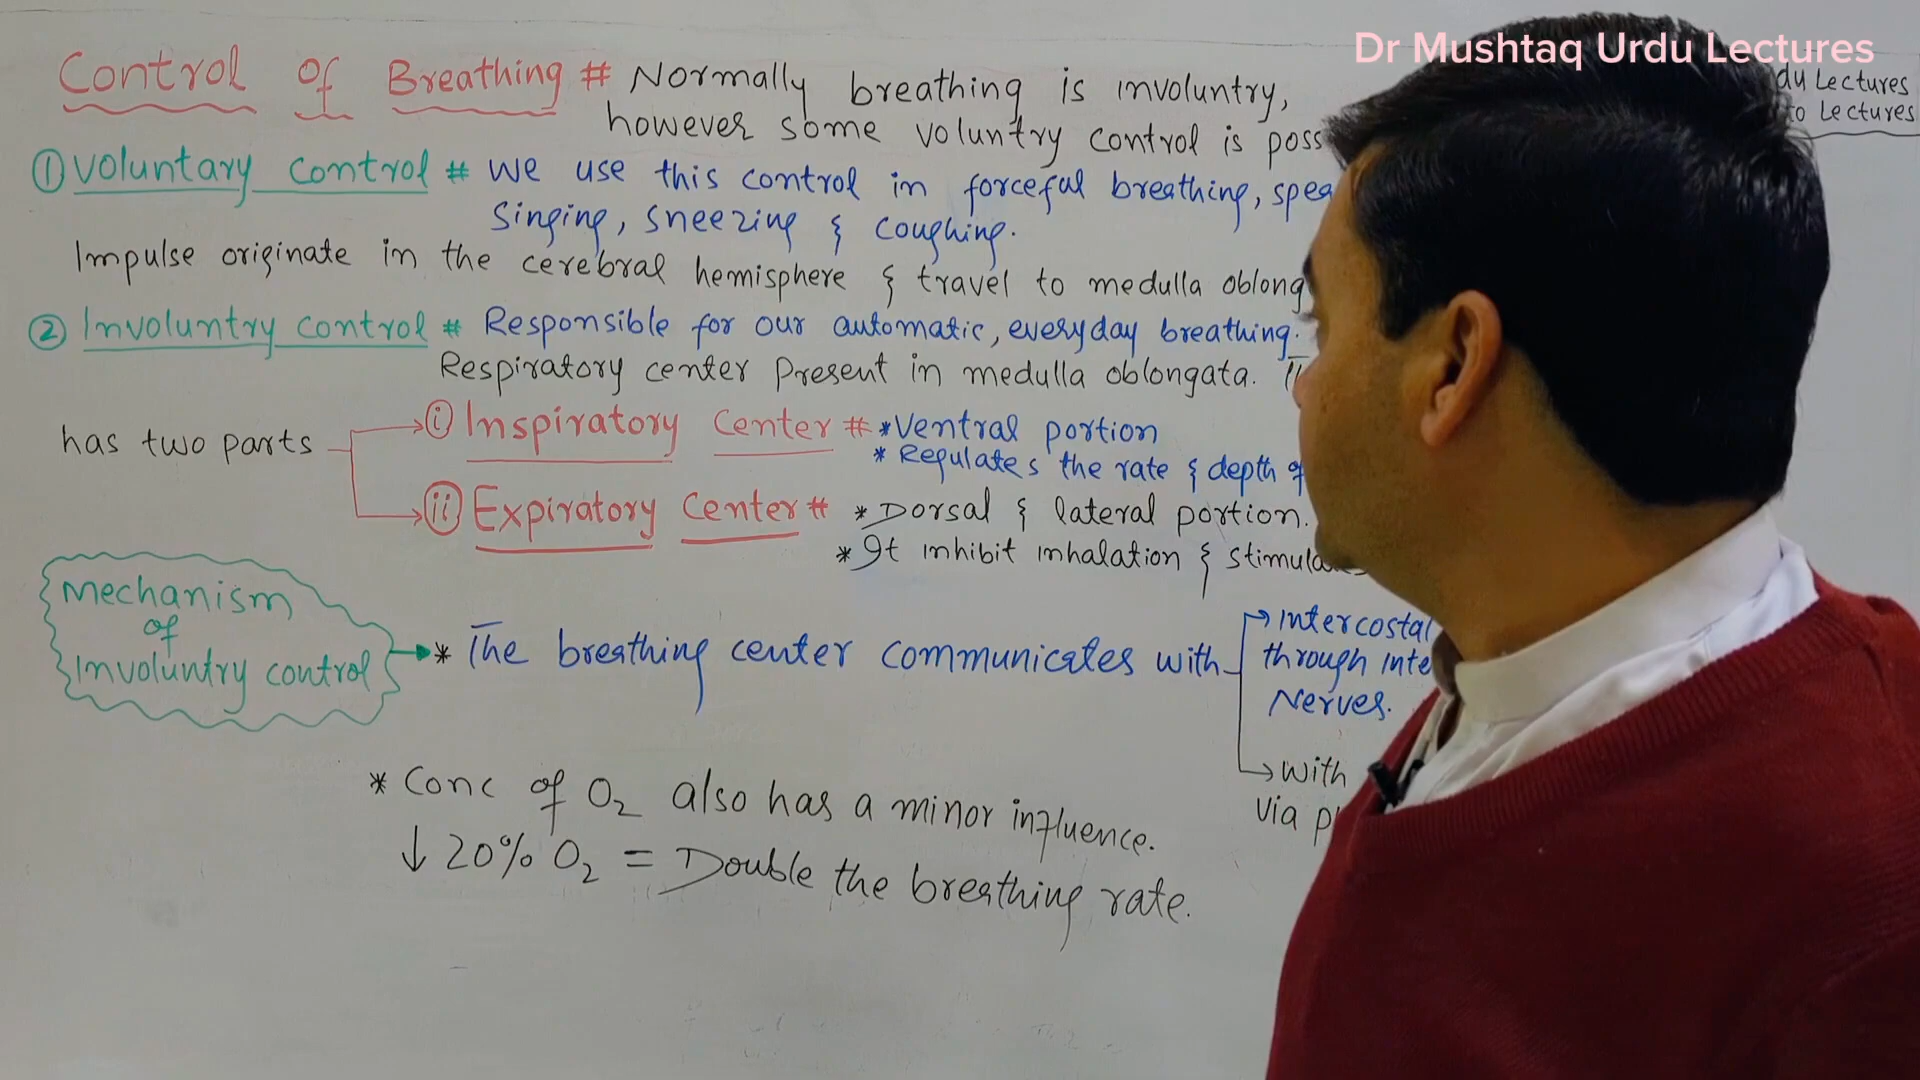 Dr Mushtaq Urdu Lectures
du Lectures
to Lectures
Control of Breathing # Normally breathing is involuntry,
however some voluntry control is poss
① Voluntary control # We use this control in forceful breathing, spea
Singing, Sneezing & Coughing.
Impulse originate in the cerebral hemisphere & travel to medulla oblong
② Involuntry control # Responsible for our automatic, everyday breathing.
Respiratory center Present in medulla oblongata.
has two parts
ⓘ Inspiratory Center # * Ventral portion
* Regulates the rate & depth of
ⓘⓘ Expiratory Center # * Dorsal & lateral portion.
* It inhibit inhalation & stimulates
Mechanism
of
Involuntry control
* The breathing center communicates with
→ Intercostal
through inte
Nerves.
→ With
via p
* Conc of O₂ also has a minor influence.
↓ 20% O₂ = Double the breathing rate.